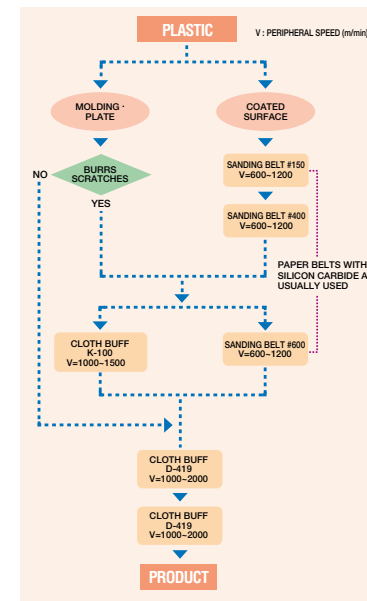 PLASTIC
V : PERIPHERAL SPEED (m/min)
MOLDING ·
PLATE
COATED
SURFACE
NO
BURRS
SCRATCHES
YES
SANDING BELT #150
V=600~1200
SANDING BELT #400
V=600~1200
PAPER BELTS WITH
SILICON CARBIDE A
USUALLY USED
CLOTH BUFF
K-100
V=1000~1500
SANDING BELT #600
V=600~1200
CLOTH BUFF
D-419
V=1000~2000
CLOTH BUFF
D-419
V=1000~2000
PRODUCT